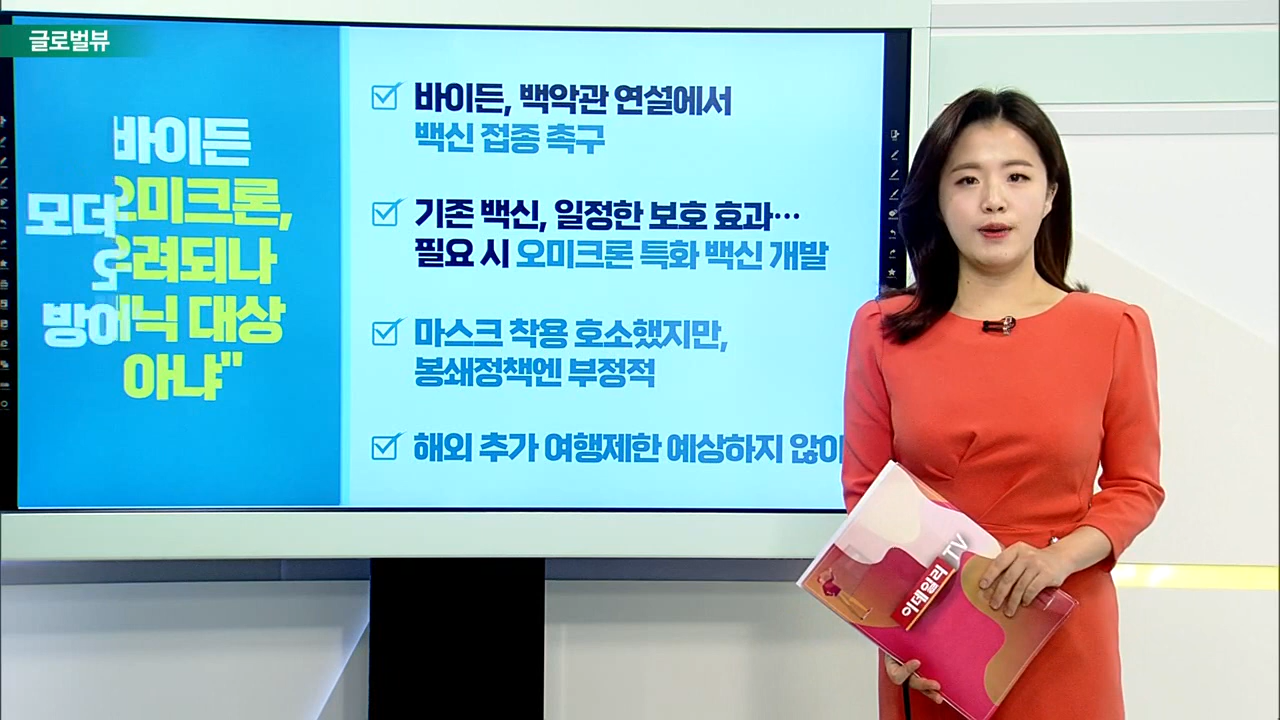 글로벌뷰
바이든
오미크론,
우려되나
패닉 대상
아냐"
모더
방어
바이든, 백악관 연설에서
백신 접종 촉구
기존 백신, 일정한 보호 효과…
필요 시 오미크론 특화 백신 개발
마스크 착용 호소했지만,
봉쇄정책엔 부정적
해외 추가 여행제한 예상하지 않아
이데일리 TV